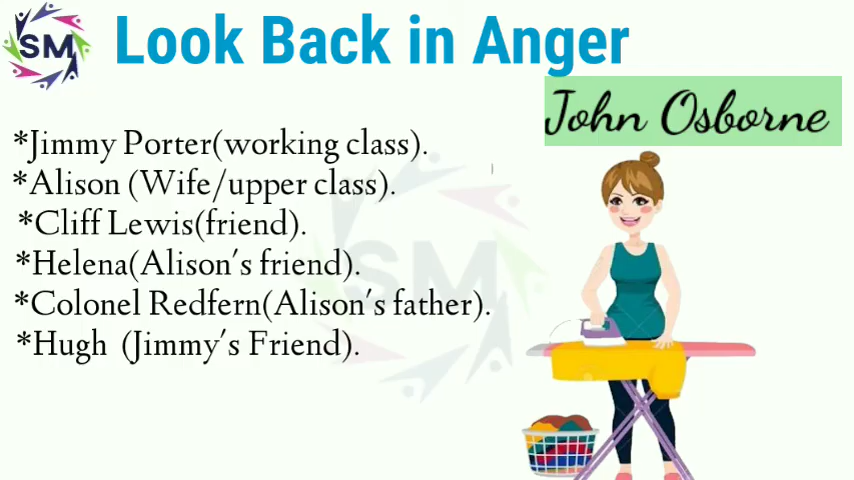 SM
Look Back in Anger
John Osborne
*Jimmy Porter(working class).
*Alison (Wife/upper class).
*Cliff Lewis(friend).
*Helena(Alison's friend).
*Colonel Redfern(Alison's father).
*Hugh (Jimmy's Friend).
SM